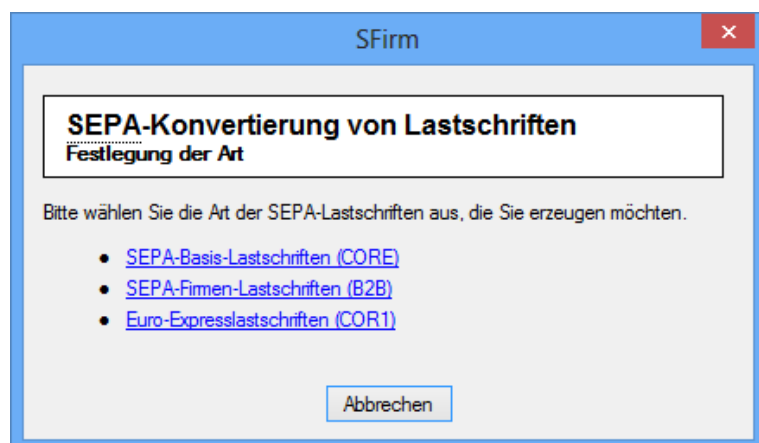 SFirm
SEPA-Konvertierung von Lastschriften
Festlegung der Art
Bitte wählen Sie die Art der SEPA-Lastschriften aus, die Sie erzeugen möchten.
SEPA-Basis-Lastschriften (CORE)
SEPA-Firmen-Lastschriften (B2B)
Euro-Expresslastschriften (COR1)
Abbrechen